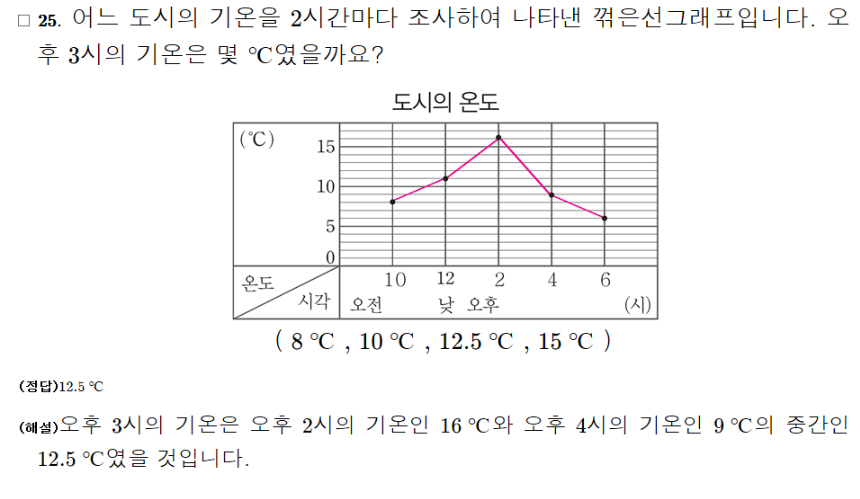 □ 25. 어느 도시의 기온을 2시간마다 조사하여 나타낸 꺾은선그래프입니다. 오
후 3시의 기온은 몇 ℃였을까요?
도시의 온도
(℃)
15
10
5
0
온도
시각
10 12 2 4 6
오전 낮 오후 (시)
( 8 ℃ , 10 ℃ , 12.5 ℃ , 15 ℃ )
(정답)12.5 ℃
(해설)오후 3시의 기온은 오후 2시의 기온인 16 ℃와 오후 4시의 기온인 9 ℃의 중간인
12.5 ℃였을 것입니다.